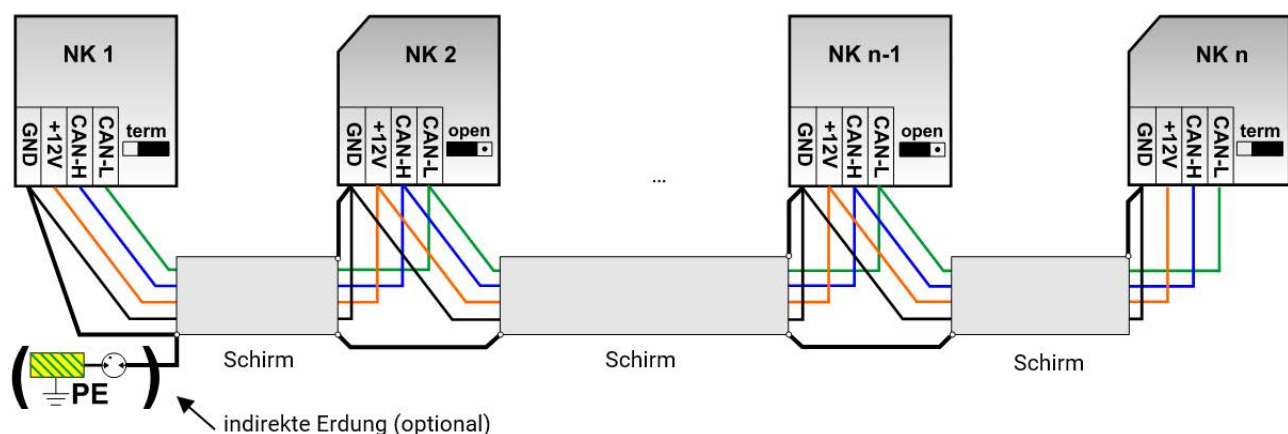 NK 1
NK 2
NK n-1
NK n
GND
+12V
CAN-H
CAN-L
term
GND
+12V
CAN-H
CAN-L
open
...
GND
+12V
CAN-H
CAN-L
open
GND
+12V
CAN-H
CAN-L
term
Schirm
Schirm
Schirm
( PE )
indirekte Erdung (optional)